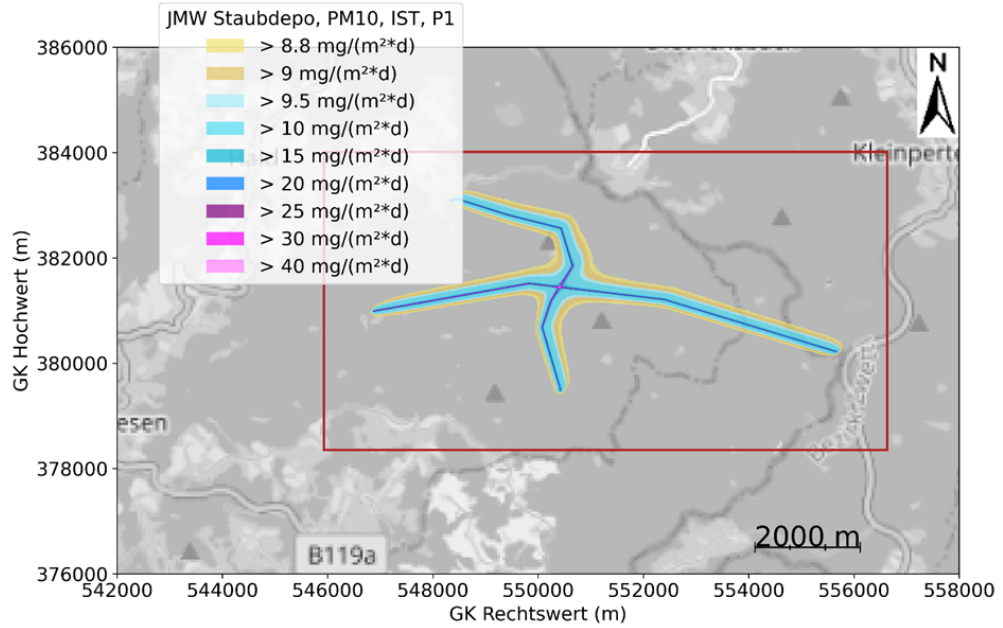 JMW Staubdepo, PM10, IST, P1
> 8.8 mg/(m²*d)
> 9 mg/(m²*d)
> 9.5 mg/(m²*d)
> 10 mg/(m²*d)
> 15 mg/(m²*d)
> 20 mg/(m²*d)
> 25 mg/(m²*d)
> 30 mg/(m²*d)
> 40 mg/(m²*d)
N
Kleinperte
esen
B119a
2000 m
386000
384000
382000
380000
378000
376000
GK Hochwert (m)
542000 544000 546000 548000 550000 552000 554000 556000 558000
GK Rechtswert (m)